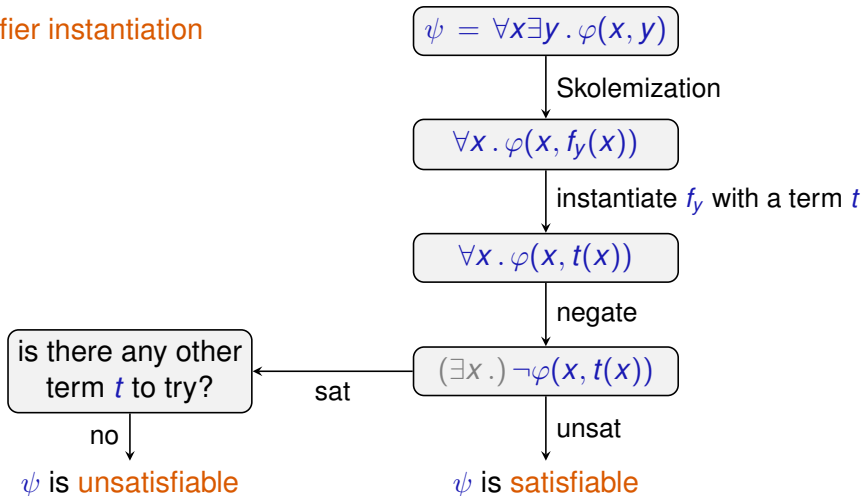 fier instantiation
ψ = ∀x∃y . φ(x, y)
Skolemization
∀x . φ(x, f_y(x))
instantiate f_y with a term t
∀x . φ(x, t(x))
negate
is there any other
term t to try?
sat
(∃x .) ¬φ(x, t(x))
no
unsat
ψ is unsatisfiable
ψ is satisfiable